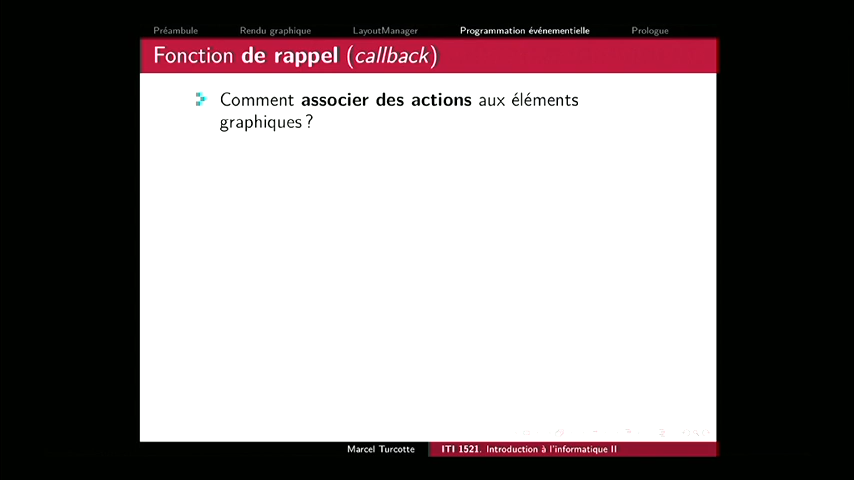 Préambule Rendu graphique LayoutManager Programmation événementielle Prologue
Fonction de rappel (callback)
Comment associer des actions aux éléments
graphiques ?
Marcel Turcotte ITI 1521. Introduction à l'informatique II